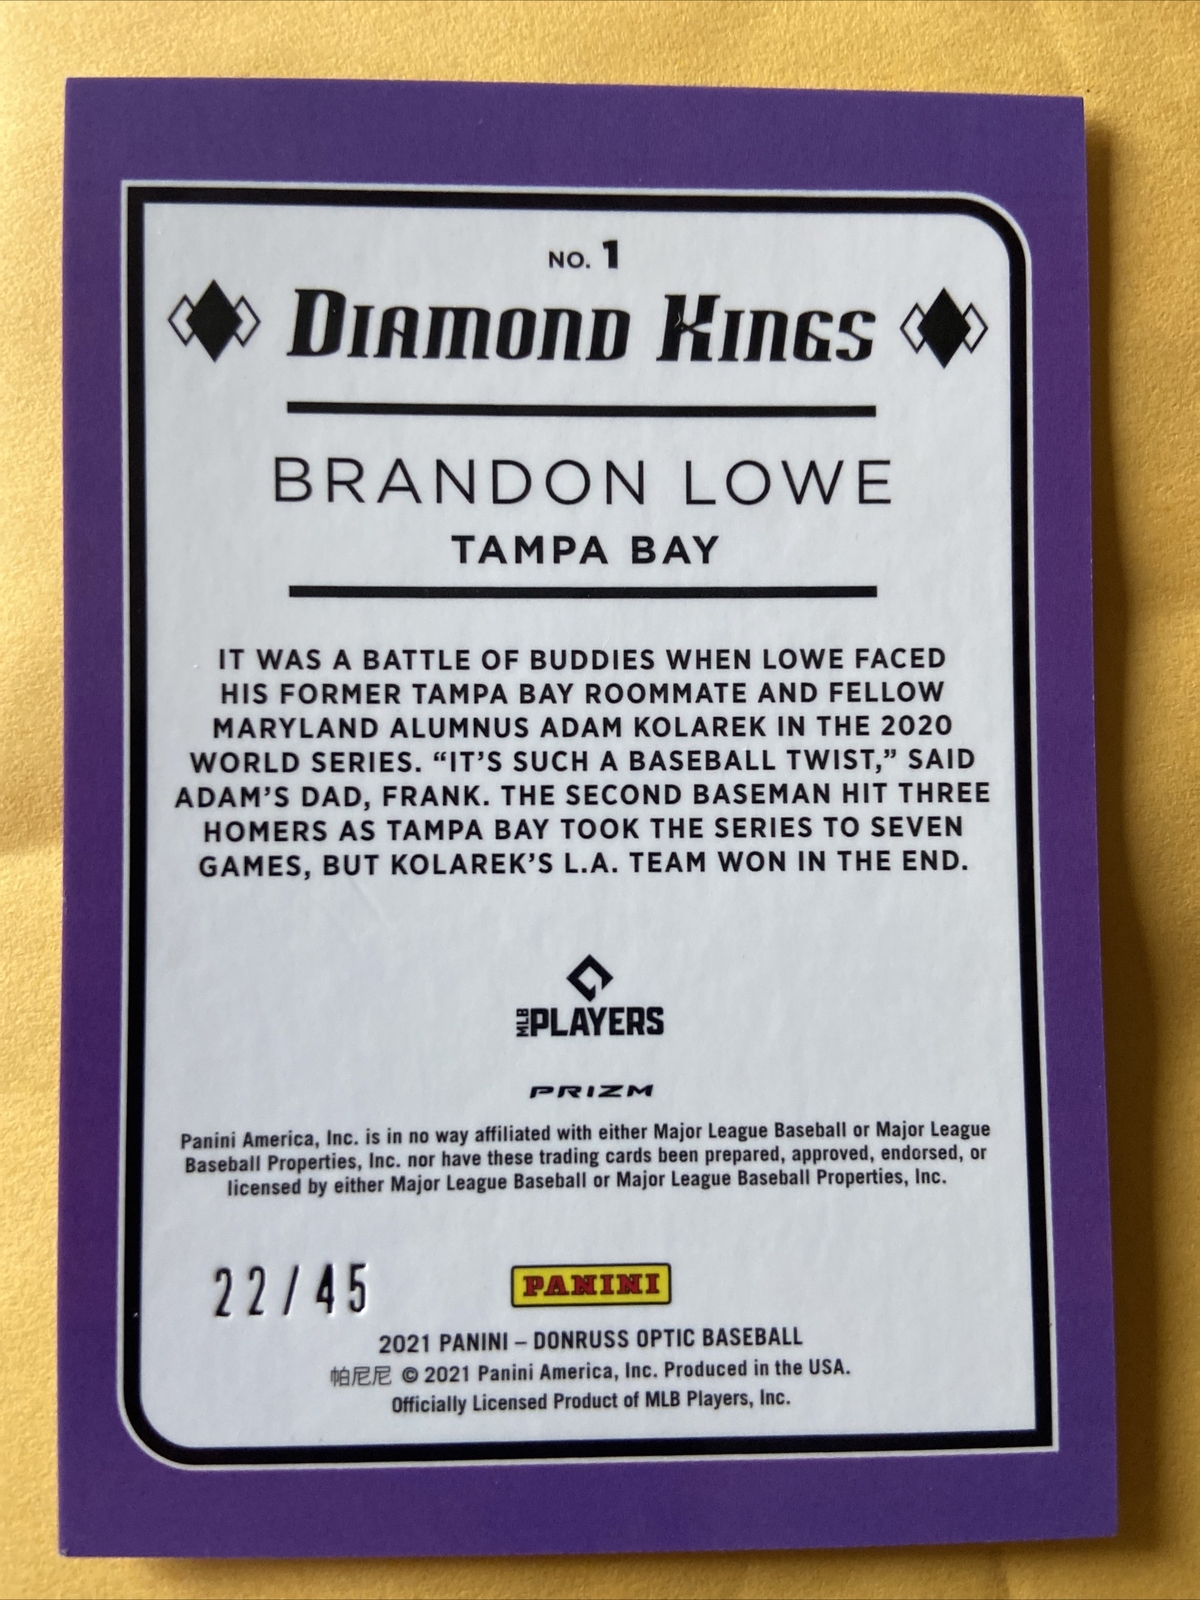 NO. 1
DIAMOND KINGS
BRANDON LOWE
TAMPA BAY
IT WAS A BATTLE OF BUDDIES WHEN LOWE FACED
HIS FORMER TAMPA BAY ROOMMATE AND FELLOW
MARYLAND ALUMNUS ADAM KOLAREK IN THE 2020
WORLD SERIES. “IT’S SUCH A BASEBALL TWIST,” SAID
ADAM’S DAD, FRANK. THE SECOND BASEMAN HIT THREE
HOMERS AS TAMPA BAY TOOK THE SERIES TO SEVEN
GAMES, BUT KOLAREK’S L.A. TEAM WON IN THE END.
MLB PLAYERS
PRIZM
Panini America, Inc. is in no way affiliated with either Major League Baseball or Major League
Baseball Properties, Inc. nor have these trading cards been prepared, approved, endorsed, or
licensed by either Major League Baseball or Major League Baseball Properties, Inc.
22/45
PANINI
2021 PANINI – DONRUSS OPTIC BASEBALL
帕尼尼 © 2021 Panini America, Inc. Produced in the USA.
Officially Licensed Product of MLB Players, Inc.